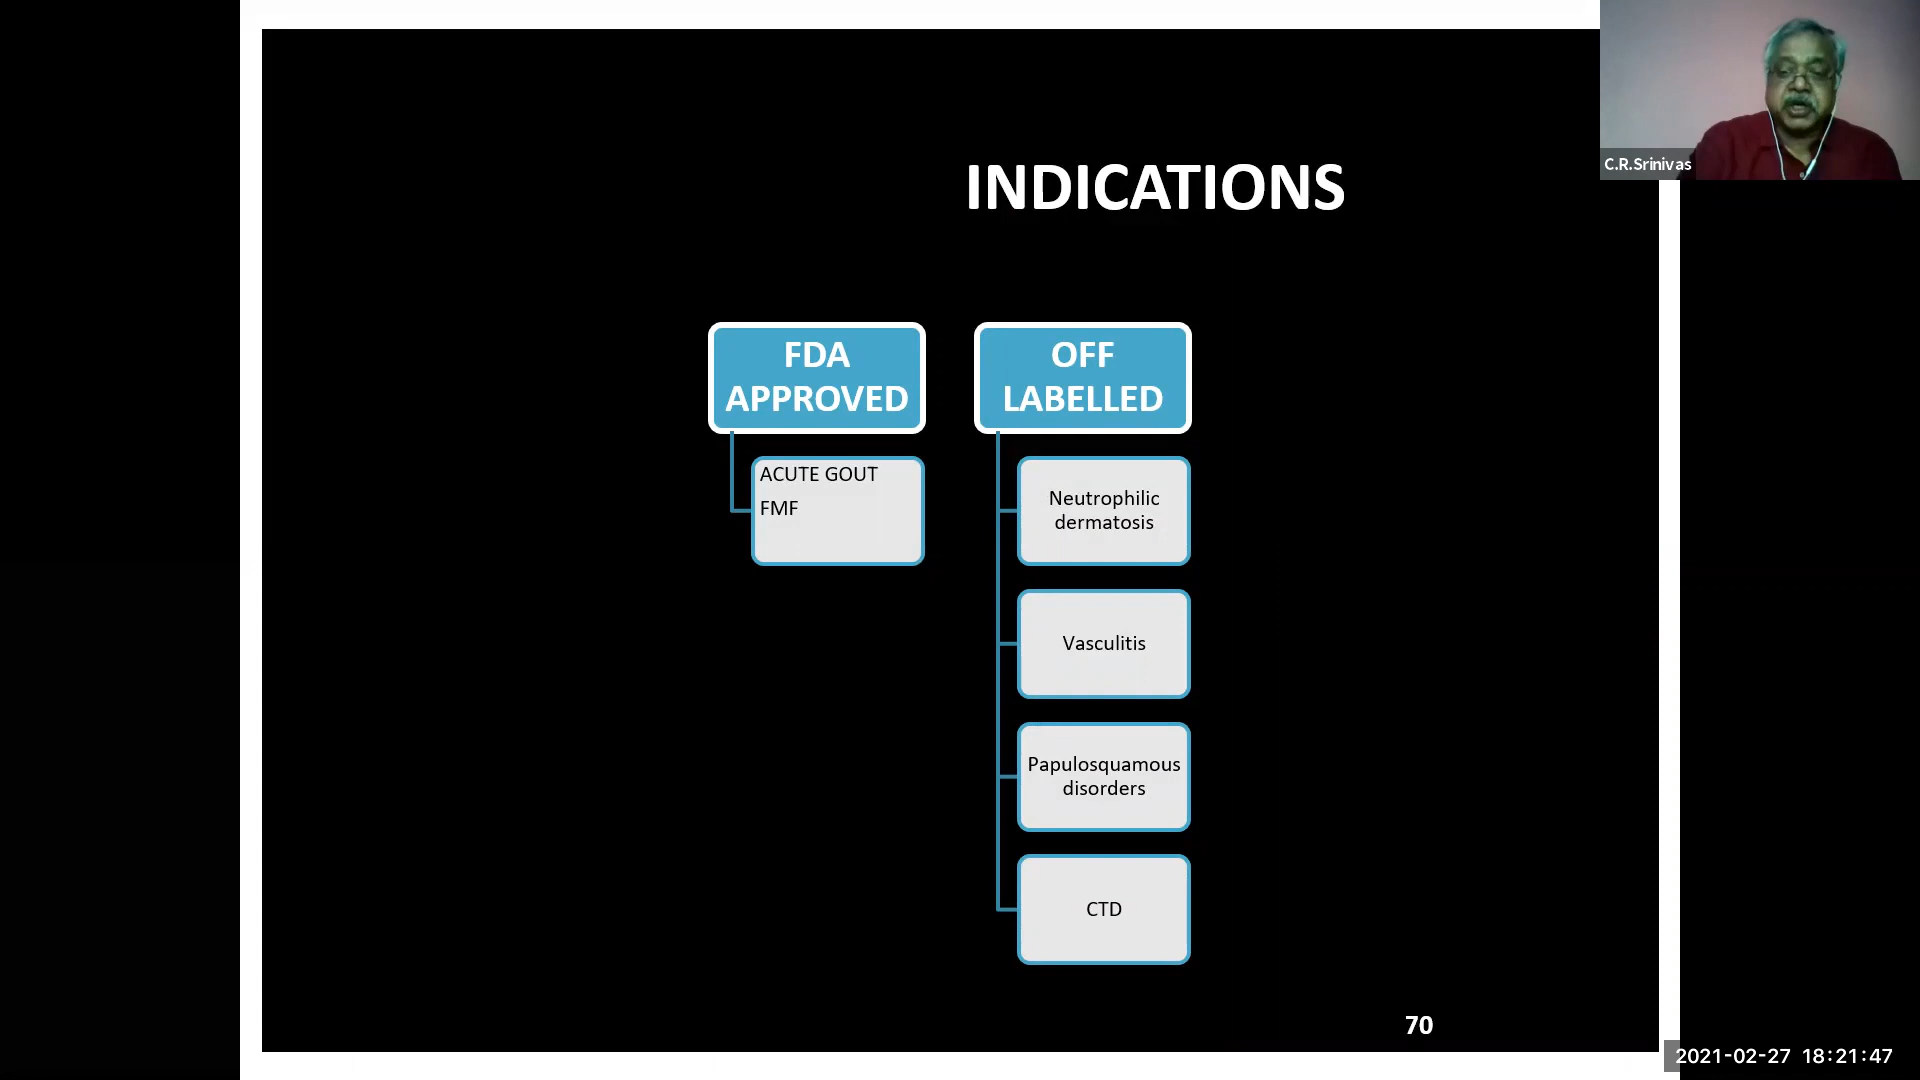 C.R.Srinivas
INDICATIONS
FDA
APPROVED
ACUTE GOUT
FMF
OFF
LABELLED
Neutrophilic
dermatosis
Vasculitis
Papulosquamous
disorders
CTD
70
2021-02-27 18:21:47